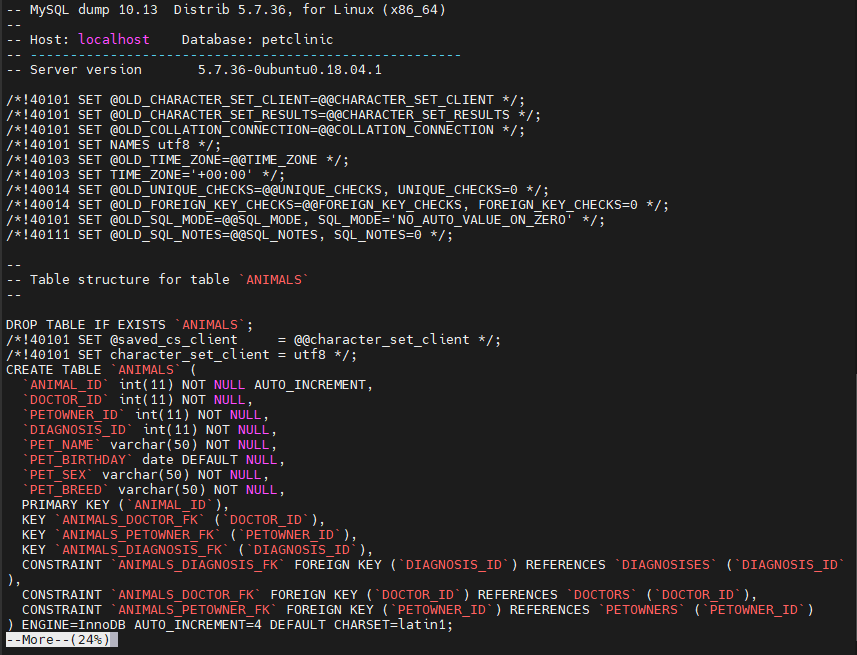 -- MySQL dump 10.13  Distrib 5.7.36, for Linux (x86_64)
--
-- Host: localhost    Database: petclinic
-- ------------------------------------------------------
-- Server version       5.7.36-0ubuntu0.18.04.1

/*!40101 SET @OLD_CHARACTER_SET_CLIENT=@@CHARACTER_SET_CLIENT */;
/*!40101 SET @OLD_CHARACTER_SET_RESULTS=@@CHARACTER_SET_RESULTS */;
/*!40101 SET @OLD_COLLATION_CONNECTION=@@COLLATION_CONNECTION */;
/*!40101 SET NAMES utf8 */;
/*!40103 SET @OLD_TIME_ZONE=@@TIME_ZONE */;
/*!40103 SET TIME_ZONE='+00:00' */;
/*!40014 SET @OLD_UNIQUE_CHECKS=@@UNIQUE_CHECKS, UNIQUE_CHECKS=0 */;
/*!40014 SET @OLD_FOREIGN_KEY_CHECKS=@@FOREIGN_KEY_CHECKS, FOREIGN_KEY_CHECKS=0 */;
/*!40101 SET @OLD_SQL_MODE=@@SQL_MODE, SQL_MODE='NO_AUTO_VALUE_ON_ZERO' */;
/*!40111 SET @OLD_SQL_NOTES=@@SQL_NOTES, SQL_NOTES=0 */;

--
-- Table structure for table `ANIMALS`
--

DROP TABLE IF EXISTS `ANIMALS`;
/*!40101 SET @saved_cs_client     = @@character_set_client */;
/*!40101 SET character_set_client = utf8 */;
CREATE TABLE `ANIMALS` (
  `ANIMAL_ID` int(11) NOT NULL AUTO_INCREMENT,
  `DOCTOR_ID` int(11) NOT NULL,
  `PETOWNER_ID` int(11) NOT NULL,
  `DIAGNOSIS_ID` int(11) NOT NULL,
  `PET_NAME` varchar(50) NOT NULL,
  `PET_BIRTHDAY` date DEFAULT NULL,
  `PET_SEX` varchar(50) NOT NULL,
  `PET_BREED` varchar(50) NOT NULL,
  PRIMARY KEY (`ANIMAL_ID`),
  KEY `ANIMALS_DOCTOR_FK` (`DOCTOR_ID`),
  KEY `ANIMALS_PETOWNER_FK` (`PETOWNER_ID`),
  KEY `ANIMALS_DIAGNOSIS_FK` (`DIAGNOSIS_ID`),
  CONSTRAINT `ANIMALS_DIAGNOSIS_FK` FOREIGN KEY (`DIAGNOSIS_ID`) REFERENCES `DIAGNOSISES` (`DIAGNOSIS_ID`
),
  CONSTRAINT `ANIMALS_DOCTOR_FK` FOREIGN KEY (`DOCTOR_ID`) REFERENCES `DOCTORS` (`DOCTOR_ID`),
  CONSTRAINT `ANIMALS_PETOWNER_FK` FOREIGN KEY (`PETOWNER_ID`) REFERENCES `PETOWNERS` (`PETOWNER_ID`)
) ENGINE=InnoDB AUTO_INCREMENT=4 DEFAULT CHARSET=latin1;
--More--(24%)